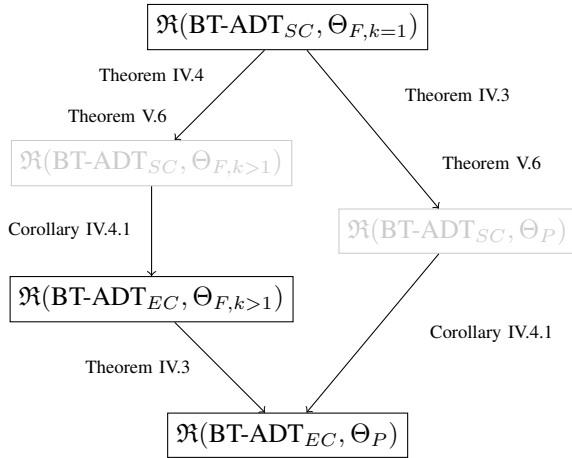 ℜ(BT-ADT_{SC}, Θ_{F,k=1})
Theorem IV.4
Theorem IV.3
Theorem V.6
ℜ(BT-ADT_{SC}, Θ_{F,k>1})
Theorem V.6
Corollary IV.4.1
ℜ(BT-ADT_{SC}, Θ_P)
ℜ(BT-ADT_{EC}, Θ_{F,k>1})
Corollary IV.4.1
Theorem IV.3
ℜ(BT-ADT_{EC}, Θ_P)